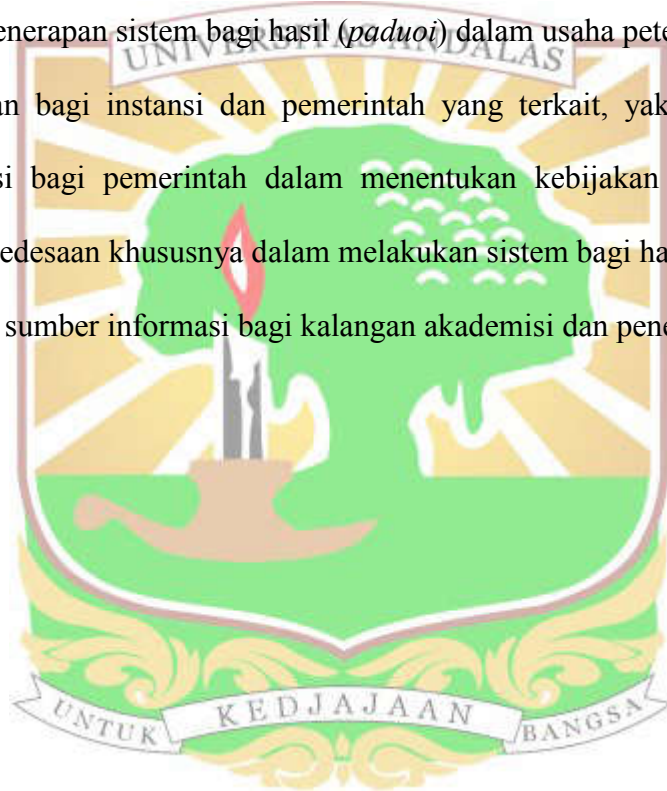 enerapan sistem bagi hasil (paduoi) dalam usaha pete
UNIVERSITAS ANDALAS
an bagi instansi dan pemerintah yang terkait, yak
si bagi pemerintah dalam menentukan kebijakan
edesaan khususnya dalam melakukan sistem bagi ha
sumber informasi bagi kalangan akademisi dan pene
UNTUK KEDJAJAAN BANGSA